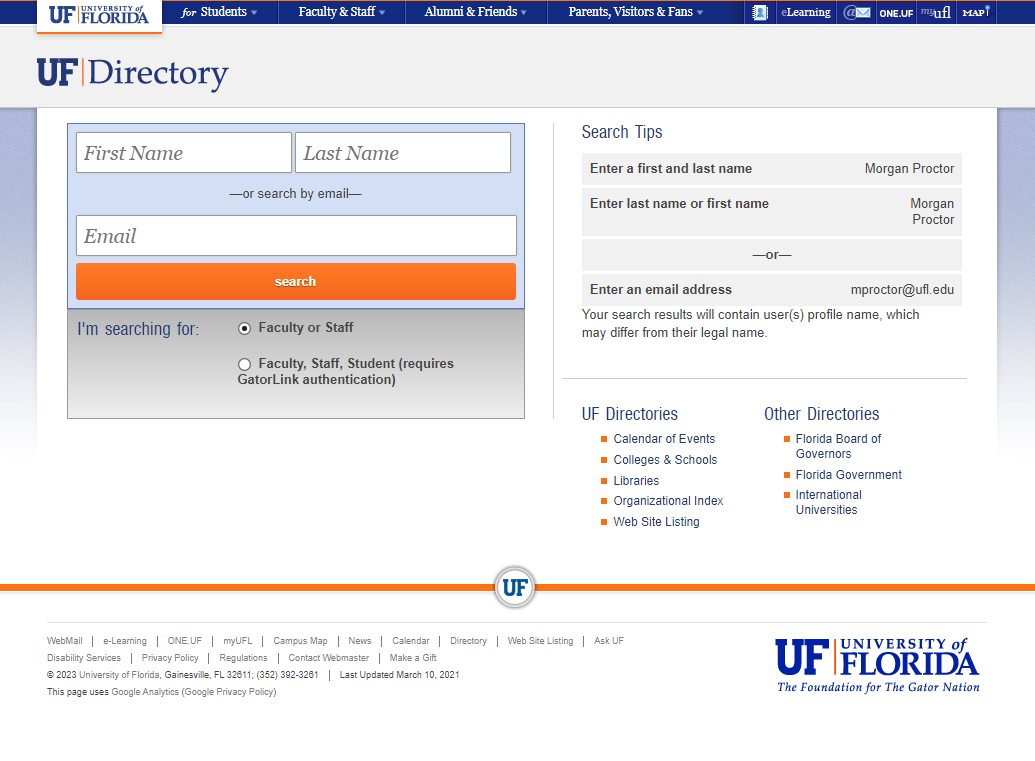 UF UNIVERSITY of FLORIDA
for Students
Faculty & Staff
Alumni & Friends
Parents, Visitors & Fans
eLearning
@
ONE.UF
myufl
MAP
UF Directory
First Name
Last Name
—or search by email—
Email
search
I'm searching for:
Faculty or Staff
Faculty, Staff, Student (requires
GatorLink authentication)
Search Tips
Enter a first and last name
Morgan Proctor
Enter last name or first name
Morgan
Proctor
—or—
Enter an email address
mproctor@ufl.edu
Your search results will contain user(s) profile name, which
may differ from their legal name.
UF Directories
Calendar of Events
Colleges & Schools
Libraries
Organizational Index
Web Site Listing
Other Directories
Florida Board of
Governors
Florida Government
International
Universities
UF
WebMail | e-Learning | ONE.UF | myUFL | Campus Map | News | Calendar | Directory | Web Site Listing | Ask UF
Disability Services | Privacy Policy | Regulations | Contact Webmaster | Make a Gift
© 2023 University of Florida, Gainesville, FL 32611; (352) 392-3261 | Last Updated March 10, 2021
This page uses Google Analytics (Google Privacy Policy)
UF UNIVERSITY of
FLORIDA
The Foundation for The Gator Nation